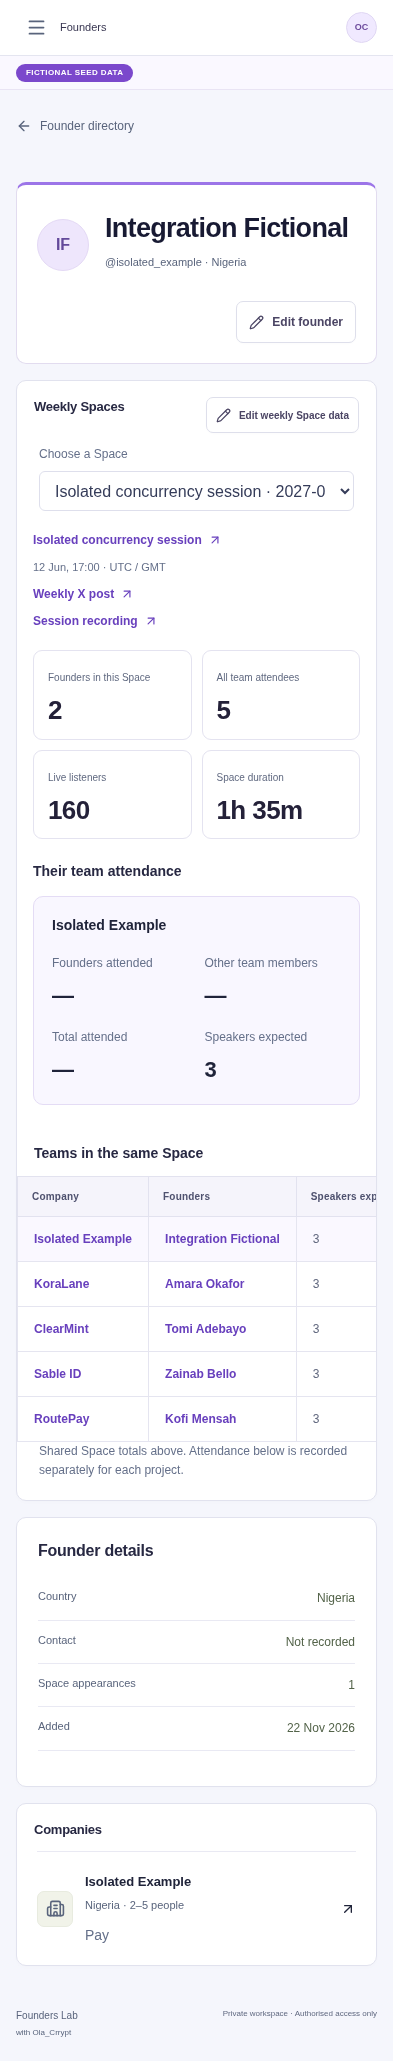 Founders
OC
FICTIONAL SEED DATA
Founder directory
IF
Integration Fictional
@isolated_example · Nigeria
Edit founder
Weekly Spaces
Edit weekly Space data
Choose a Space
Isolated concurrency session · 2027-0
Isolated concurrency session
12 Jun, 17:00 · UTC / GMT
Weekly X post
Session recording
Founders in this Space
2
All team attendees
5
Live listeners
160
Space duration
1h 35m
Their team attendance
Isolated Example
Founders attended
—
Other team members
—
Total attended
—
Speakers expected
3
Teams in the same Space
Company Founders Speakers exp
Isolated Example Integration Fictional 3
KoraLane Amara Okafor 3
ClearMint Tomi Adebayo 3
Sable ID Zainab Bello 3
RoutePay Kofi Mensah 3
Shared Space totals above. Attendance below is recorded
separately for each project.
Founder details
Country Nigeria
Contact Not recorded
Space appearances 1
Added 22 Nov 2026
Companies
Isolated Example
Nigeria · 2–5 people
Pay
Founders Lab
with Ola_Crrypt
Private workspace · Authorised access only